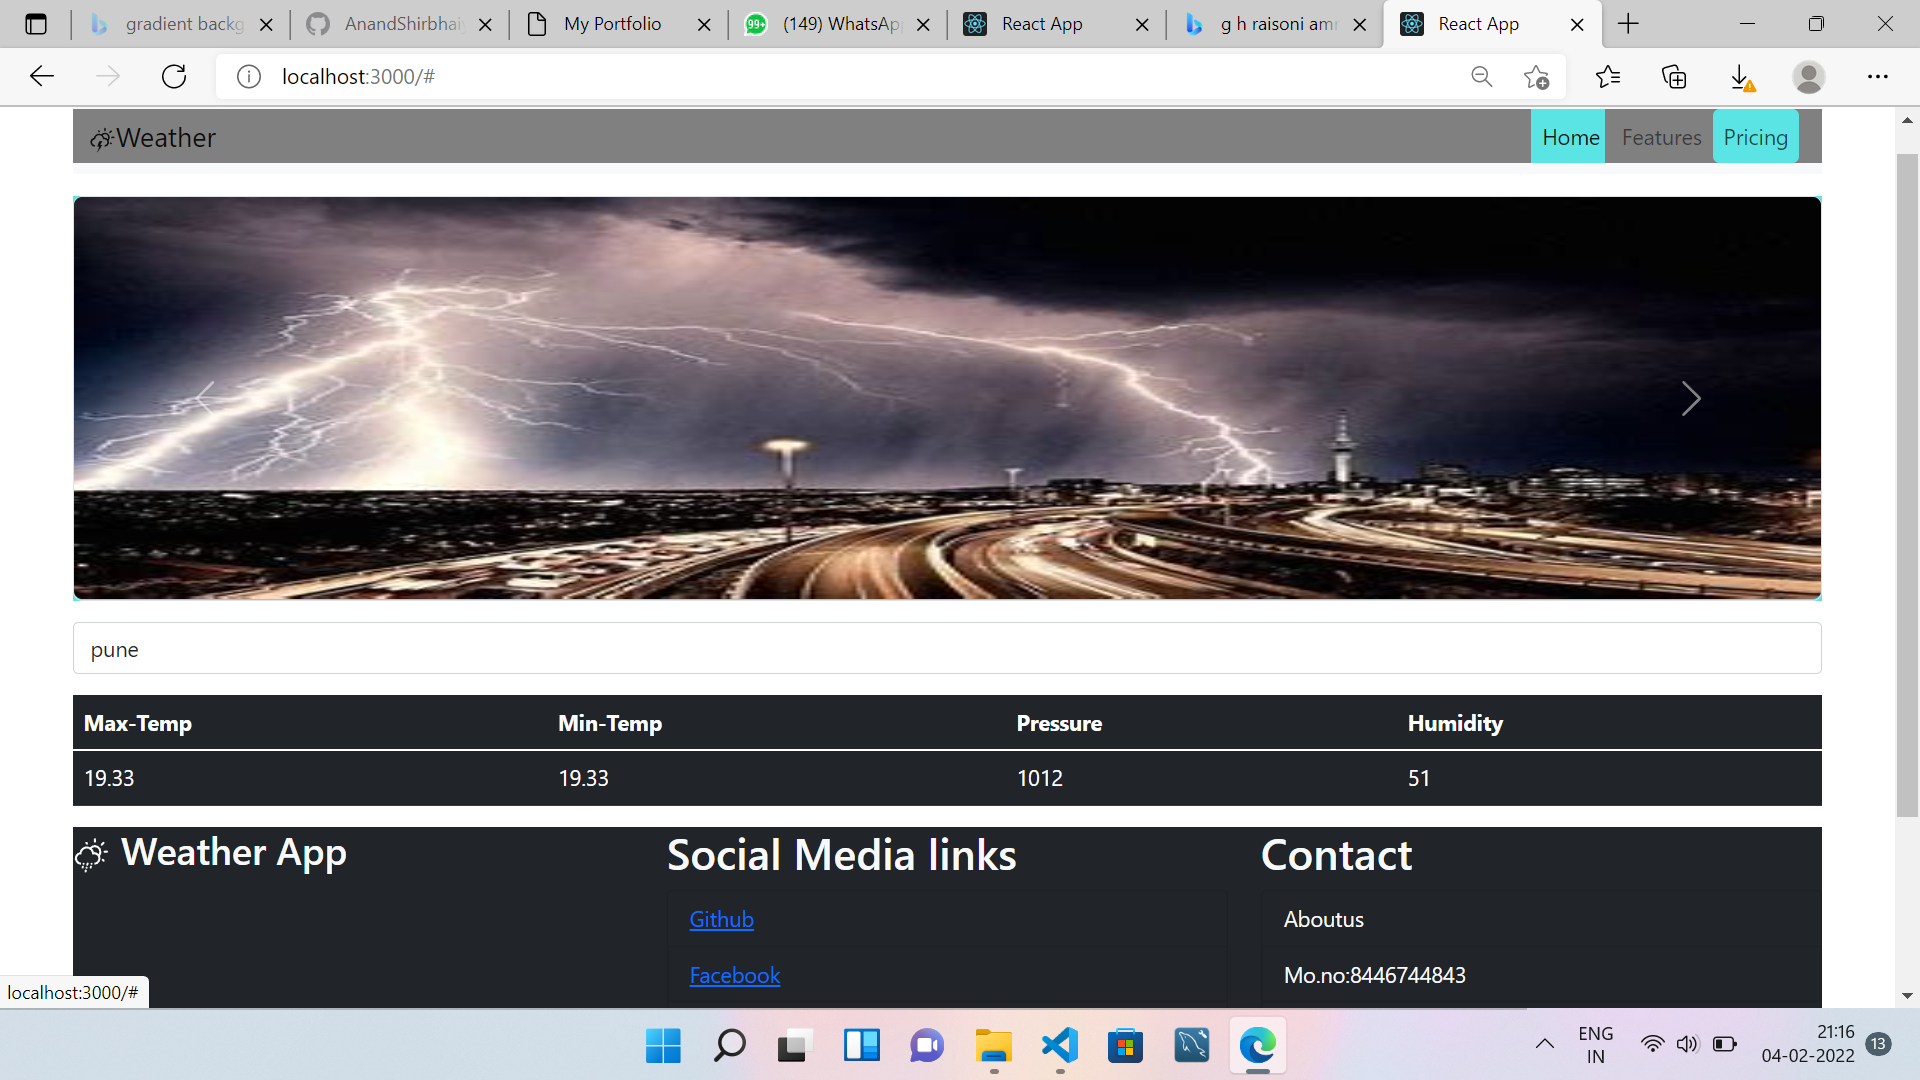 gradient backg
AnandShirbhai
My Portfolio
(149) WhatsAp
React App
g h raisoni am
React App
localhost:3000/#
Weather
Home
Features
Pricing
pune
Max-Temp Min-Temp Pressure Humidity
19.33 19.33 1012 51
Weather App
Social Media links
Github
Facebook
Contact
Aboutus
Mo.no:8446744843
localhost:3000/#
99+
ENG
IN
21:16
04-02-2022
13